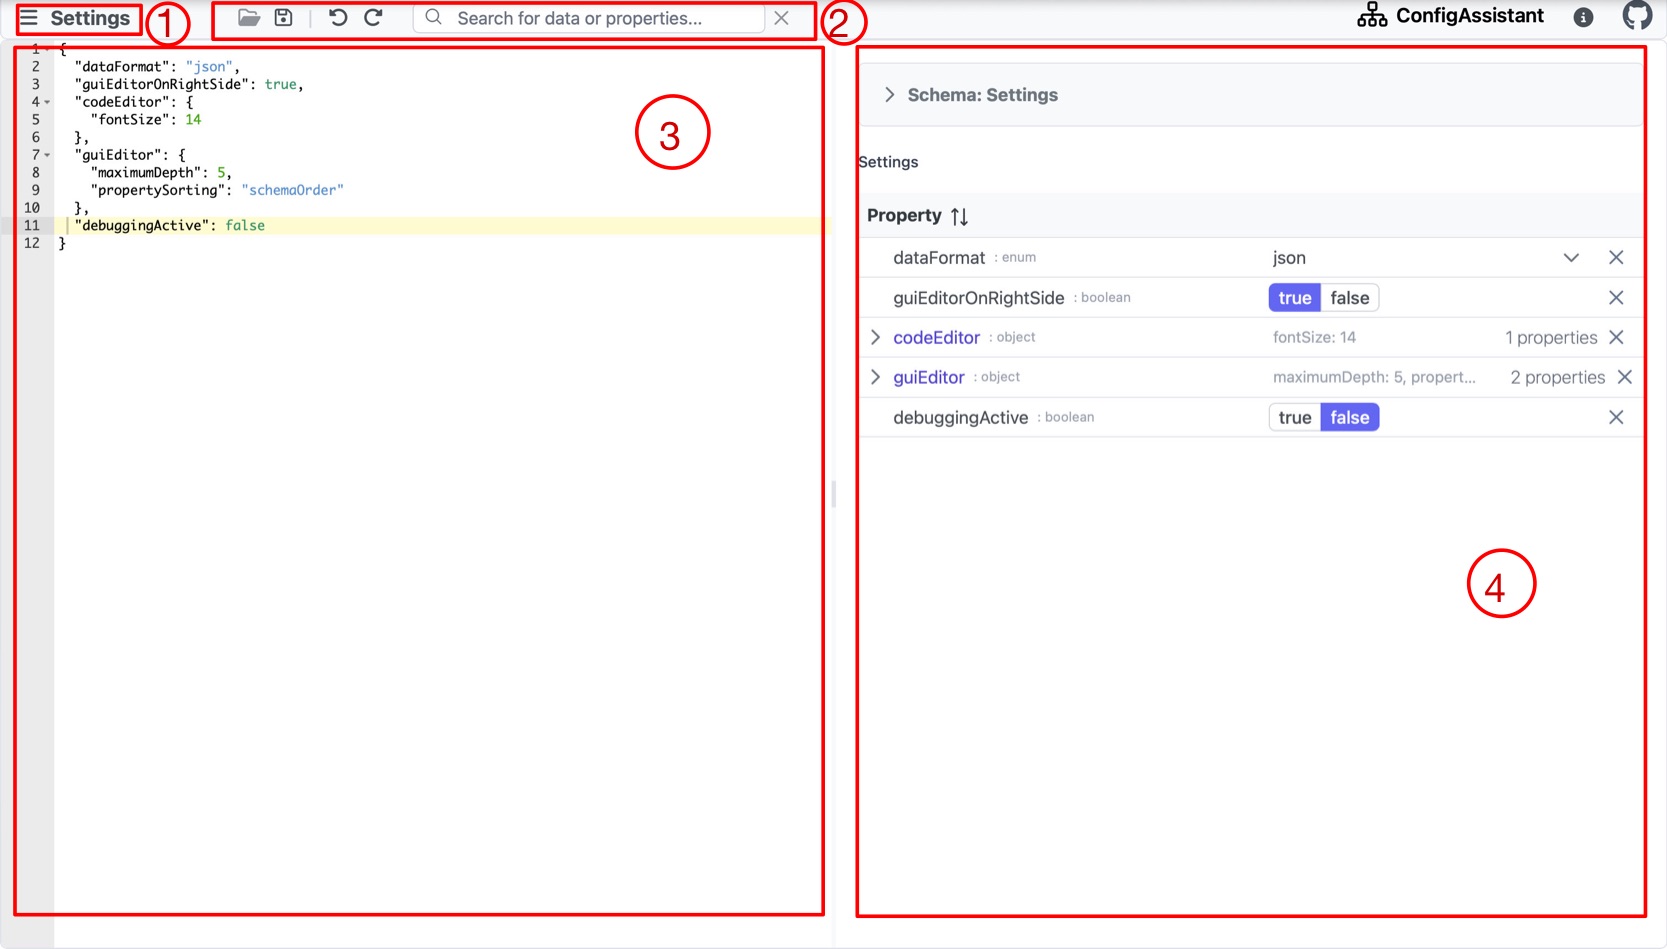 Settings
1
Search for data or properties...
2
ConfigAssistant
1 {
2 "dataFormat": "json",
3 "guiEditorOnRightSide": true,
4 "codeEditor": {
5 "fontSize": 14
6 },
7 "guiEditor": {
8 "maximumDepth": 5,
9 "propertySorting": "schemaOrder"
10 },
11 "debuggingActive": false
12 }
3
Schema: Settings
Settings
Property
dataFormat : enum json
guiEditorOnRightSide : boolean true false
codeEditor : object fontSize: 14 1 properties
guiEditor : object maximumDepth: 5, propert... 2 properties
debuggingActive : boolean true false
4